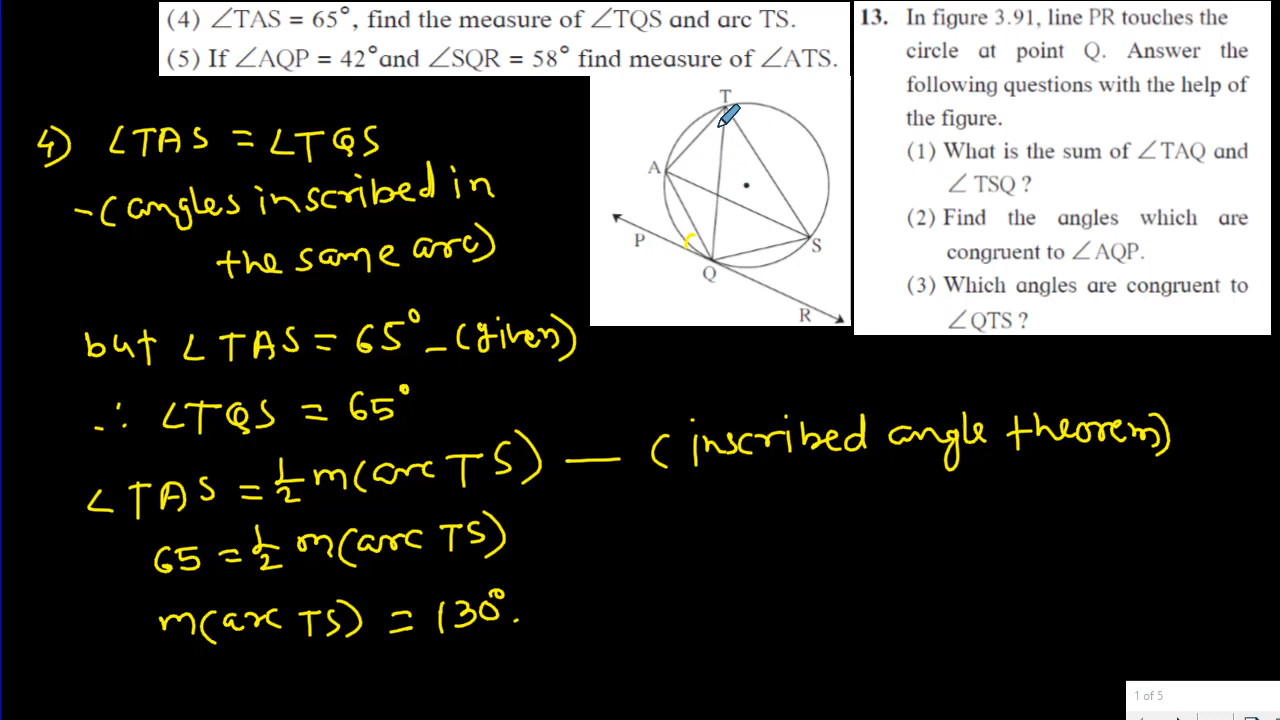 (4) ∠TAS = 65°, find the measure of ∠TQS and arc TS.
(5) If ∠AQP = 42°and ∠SQR = 58° find measure of ∠ATS.
13. In figure 3.91, line PR touches the
circle at point Q. Answer the
following questions with the help of
the figure.
(1) What is the sum of ∠TAQ and
∠ TSQ ?
(2) Find the angles which are
congruent to ∠AQP.
(3) Which angles are congruent to
∠QTS ?
T
A
P
S
Q
R
4) ∠TAS = ∠TQS
-(angles inscribed in
the same arc)
but ∠TAS = 65° -(given)
∴ ∠TQS = 65°
∠TAS = 1/2 m(arc TS) — (inscribed angle theorem)
65 = 1/2 m(arc TS)
m(arc TS) = 130°.
1 of 5